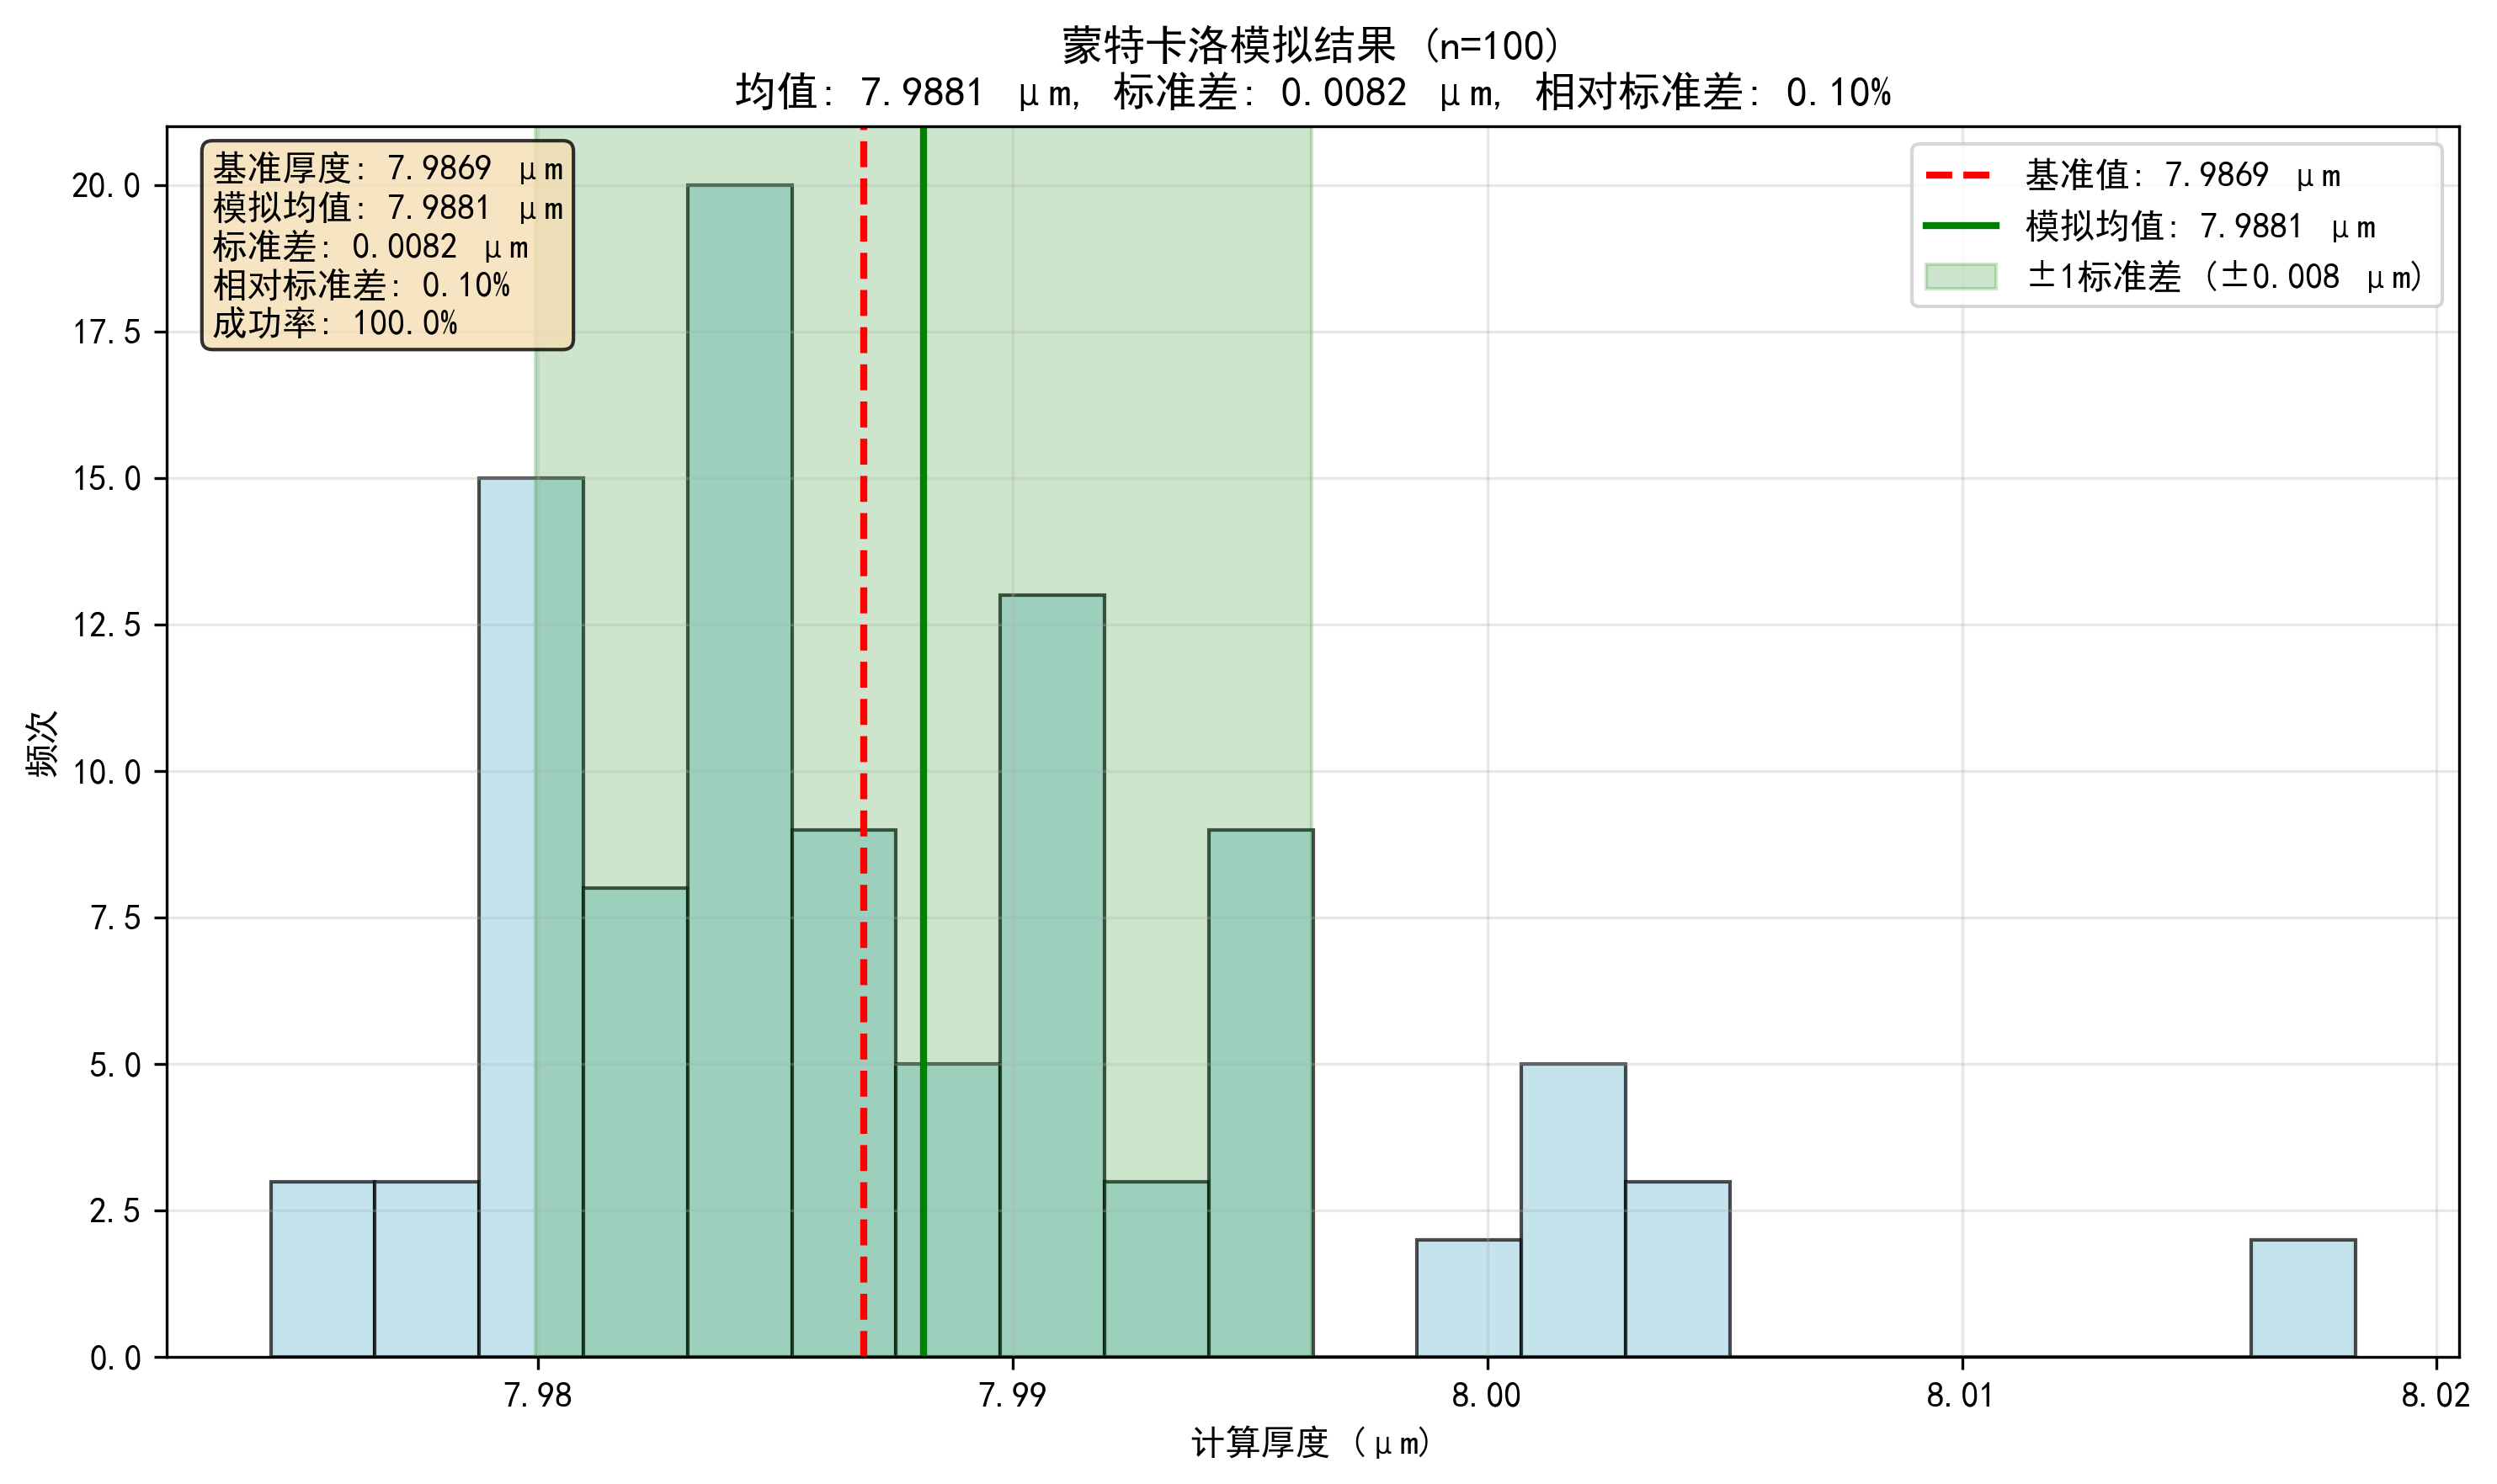 蒙特卡洛模拟结果 (n=100)
均值: 7.9881 μm, 标准差: 0.0082 μm, 相对标准差: 0.10%
基准厚度: 7.9869 μm
模拟均值: 7.9881 μm
标准差: 0.0082 μm
相对标准差: 0.10%
成功率: 100.0%
基准值: 7.9869 μm
模拟均值: 7.9881 μm
±1标准差 (±0.008 μm)
20.0
17.5
15.0
12.5
10.0
7.5
5.0
2.5
0.0
频次
7.98 7.99 8.00 8.01 8.02
计算厚度 (μm)